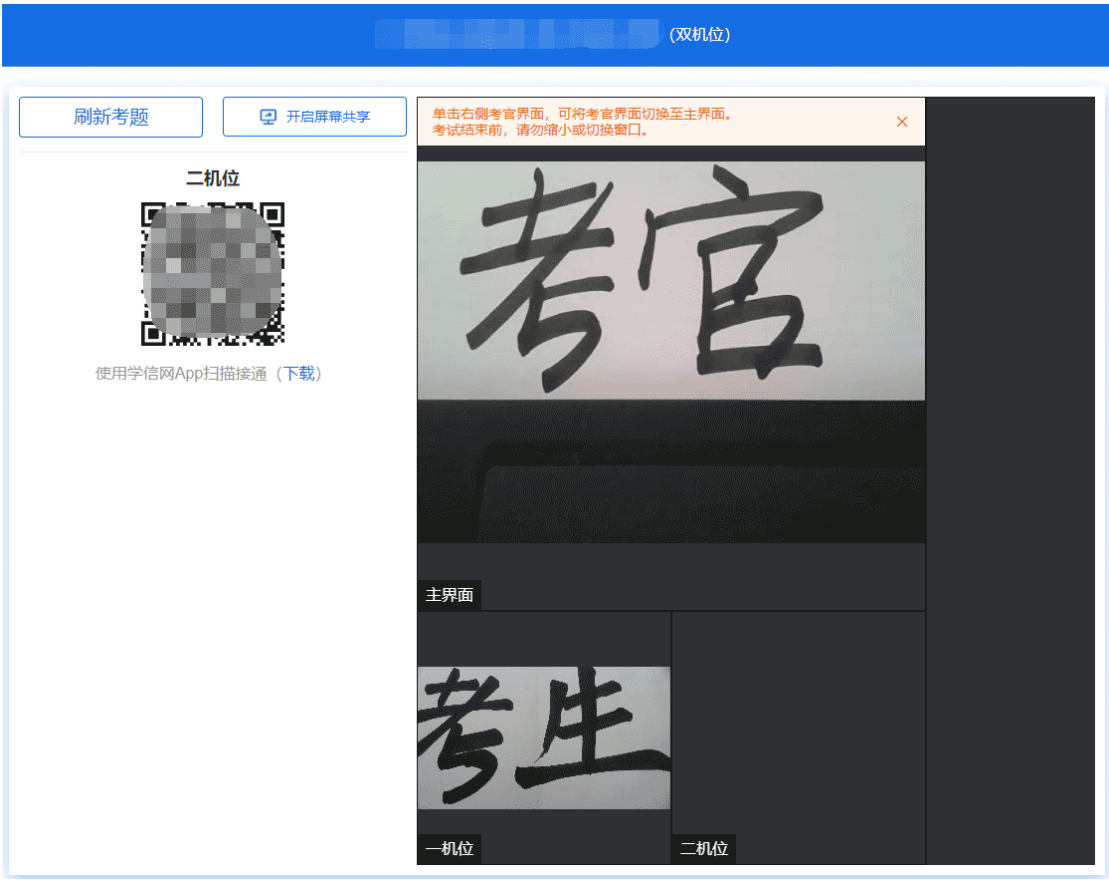 (双机位)
刷新考题
开启屏幕共享
二机位
使用学信网App扫描接通（下载）
单击右侧考官界面，可将考官界面切换至主界面。
考试结束前，请勿缩小或切换窗口。
考官
主界面
考生
一机位
二机位